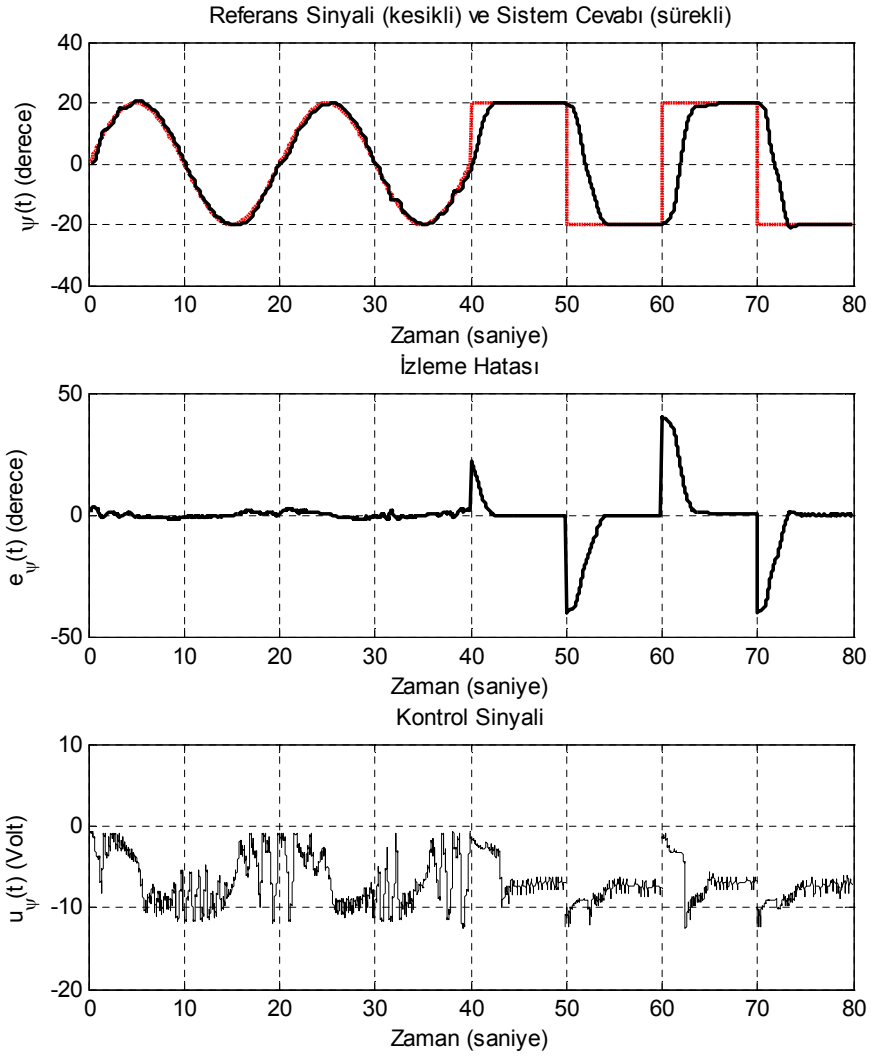 Referans Sinyali (kesikli) ve Sistem Cevabı (sürekli)
40
20
0
-20
-40
ψ(t) (derece)
0 10 20 30 40 50 60 70 80
Zaman (saniye)
İzleme Hatası
50
0
-50
eψ(t) (derece)
0 10 20 30 40 50 60 70 80
Zaman (saniye)
Kontrol Sinyali
10
0
-10
-20
uψ(t) (Volt)
0 10 20 30 40 50 60 70 80
Zaman (saniye)